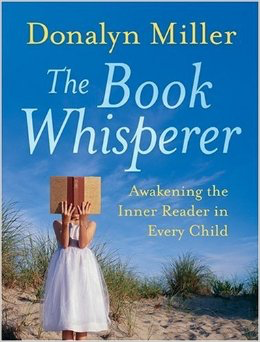 Donalyn Miller
The Book
Whisperer
Awakening the
Inner Reader in
Every Child